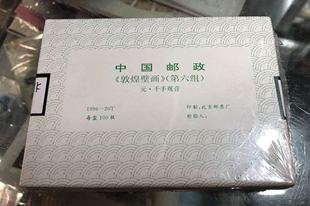 中国邮政
《敦煌壁画》(第六组)
元·千手观音
1996-20T
每盒100枚
印制:北京邮票厂
检验人: